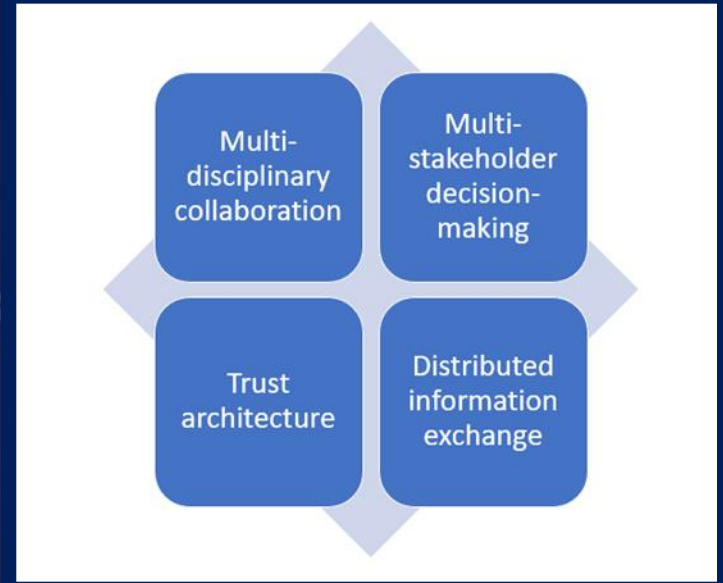 Multi-
disciplinary
collaboration
Multi-
stakeholder
decision-
making
Trust
architecture
Distributed
information
exchange